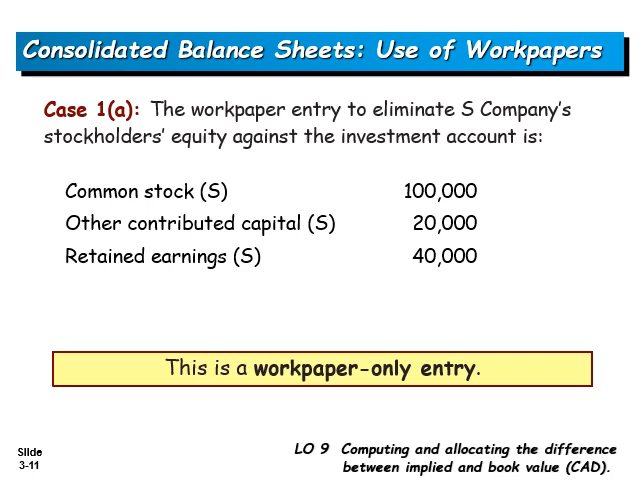 Consolidated Balance Sheets: Use of Workpapers
Case 1(a): The workpaper entry to eliminate S Company's
stockholders' equity against the investment account is:
Common stock (S) 100,000
Other contributed capital (S) 20,000
Retained earnings (S) 40,000
This is a workpaper-only entry.
Slide
3-11
LO 9 Computing and allocating the difference
between implied and book value (CAD).